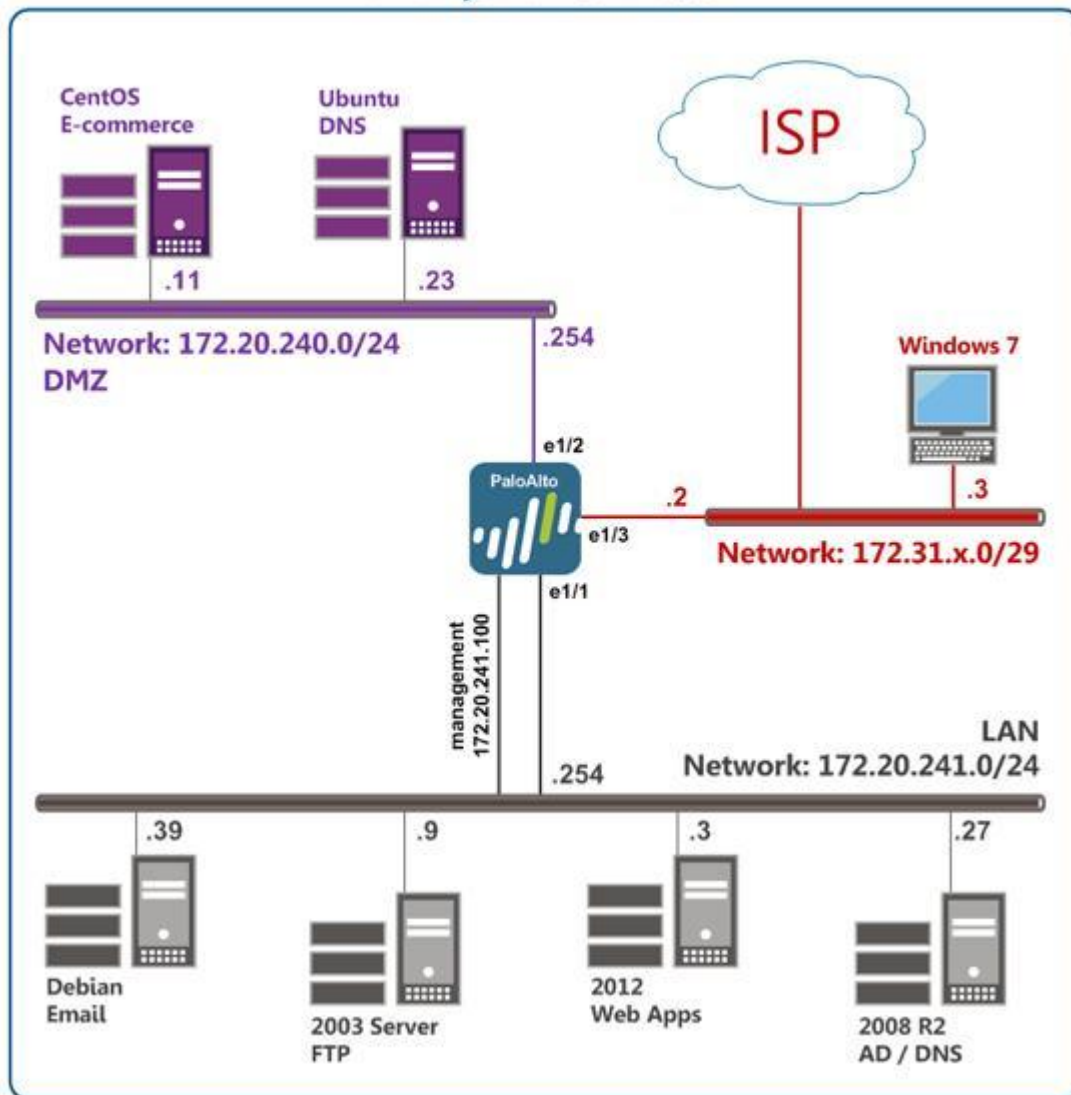 CentOS
E-commerce
Ubuntu
DNS
ISP
.11
.23
Network: 172.20.240.0/24
DMZ
.254
Windows 7
e1/2
PaloAlto
.2
.3
e1/3
Network: 172.31.x.0/29
e1/1
management
172.20.241.100
LAN
Network: 172.20.241.0/24
.254
.39
.9
.3
.27
Debian
Email
2003 Server
FTP
2012
Web Apps
2008 R2
AD / DNS